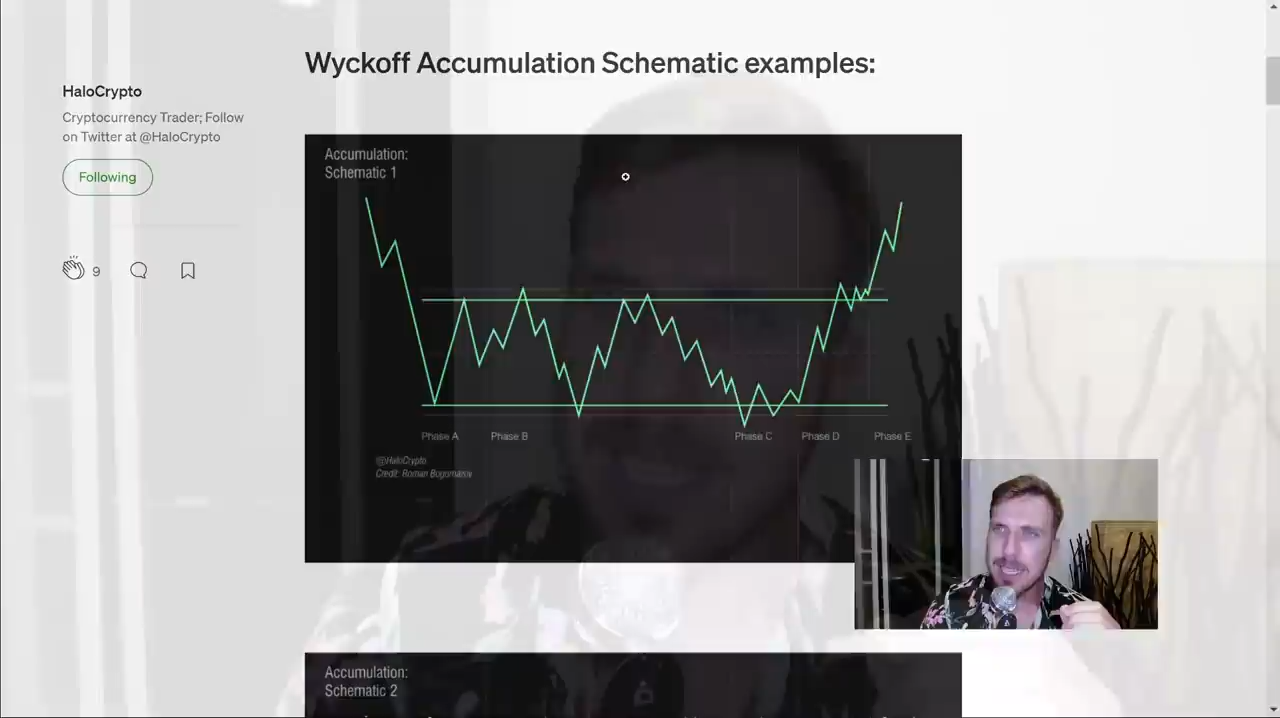 Wyckoff Accumulation Schematic examples:
HaloCrypto
Cryptocurrency Trader; Follow
on Twitter at @HaloCrypto
Following
9
Accumulation:
Schematic 1
Phase A
Phase B
Phase C
Phase D
Phase E
@HaloCrypto
Credit: Roman Bogomazov
Accumulation:
Schematic 2